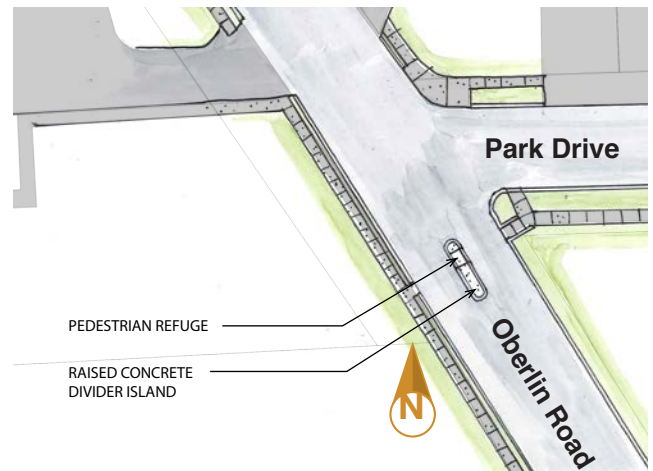 Park Drive
PEDESTRIAN REFUGE
RAISED CONCRETE
DIVIDER ISLAND
N
Oberlin Road